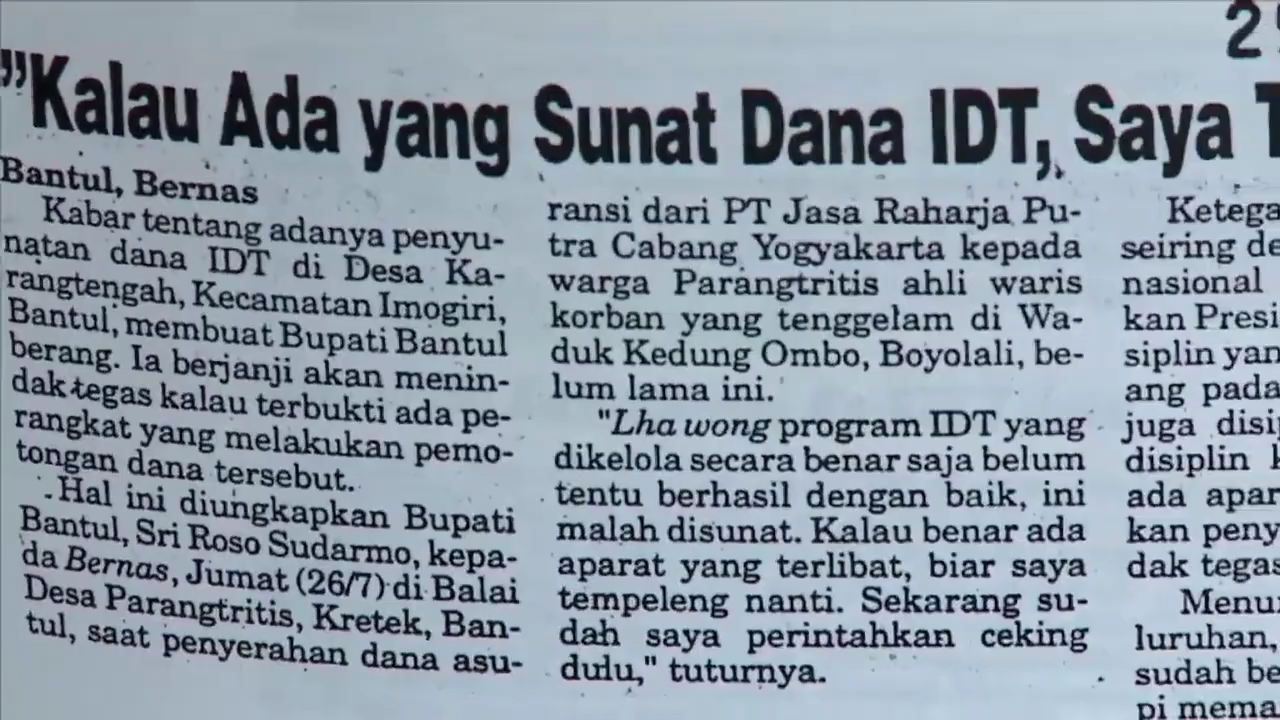 2
"Kalau Ada yang Sunat Dana IDT, Saya
Bantul, Bernas
Kabar tentang adanya penyu-
natan dana IDT di Desa Ka-
rangtengah, Kecamatan Imogiri,
Bantul, membuat Bupati Bantul
berang. Ia berjanji akan menin-
dak tegas kalau terbukti ada pe-
rangkat yang melakukan pemo-
tongan dana tersebut.
Hal ini diungkapkan Bupati
Bantul, Sri Roso Sudarmo, kepa-
da Bernas, Jumat (26/7) di Balai
Desa Parangtritis, Kretek, Ban-
tul, saat penyerahan dana asu-
ransi dari PT Jasa Raharja Pu-
tra Cabang Yogyakarta kepada
warga Parangtritis ahli waris
korban yang tenggelam di Wa-
duk Kedung Ombo, Boyolali, be-
lum lama ini.
"Lha wong program IDT yang
dikelola secara benar saja belum
tentu berhasil dengan baik, ini
malah disunat. Kalau benar ada
aparat yang terlibat, biar saya
tempeleng nanti. Sekarang su-
dah saya perintahkan ceking
dulu," tuturnya.
Ketega
seiring de
nasional
kan Presi
siplin yan
ang pada
juga disi
disiplin
ada apar
kan peny
dak tegas
Menu
luruhan,
sudah be
pi mema